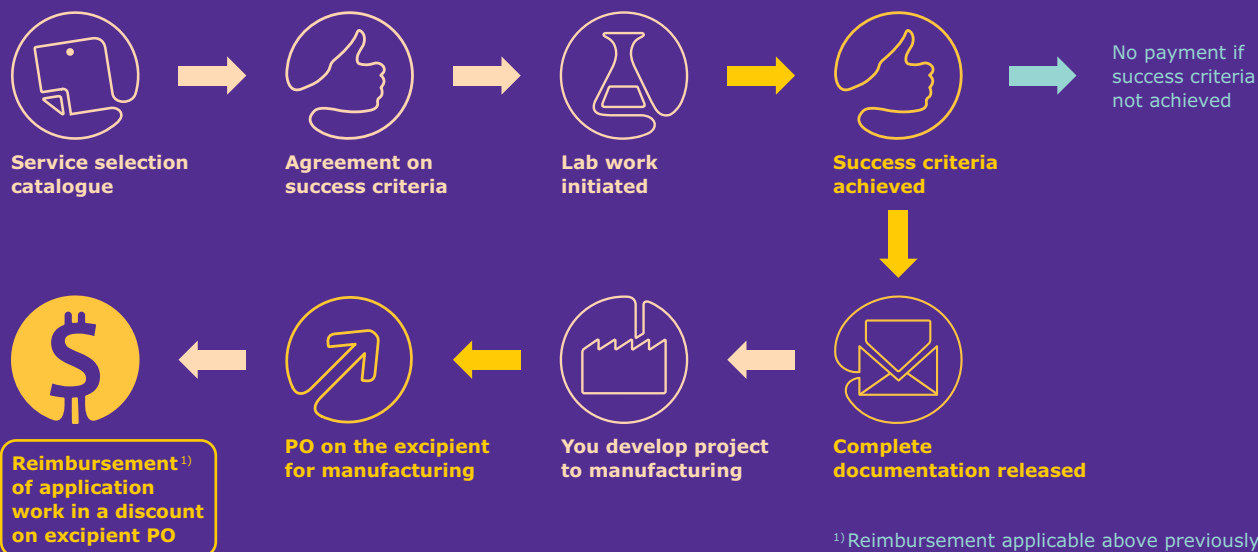 Service selection
catalogue
Agreement on
success criteria
Lab work
initiated
Success criteria
achieved
No payment if
success criteria
not achieved
Reimbursement 1)
of application
work in a discount
on excipient PO
PO on the excipient
for manufacturing
You develop project
to manufacturing
Complete
documentation released
1) Reimbursement applicable above previously